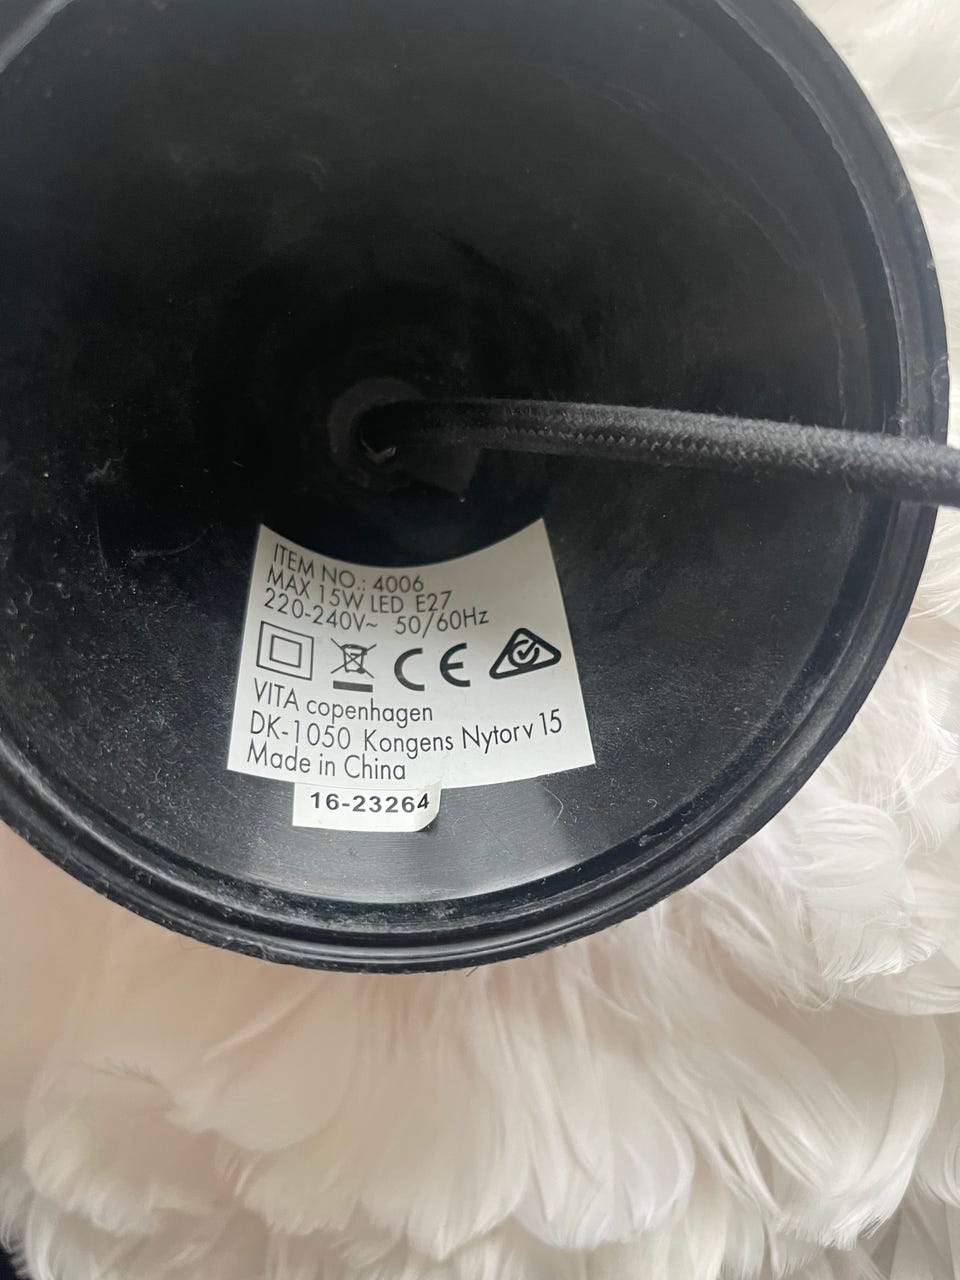 ITEM NO.: 4006
MAX 15W LED E27
220-240V~ 50/60Hz
CE
VITA copenhagen
DK-1050 Kongens Nytorv 15
Made in China
16-23264